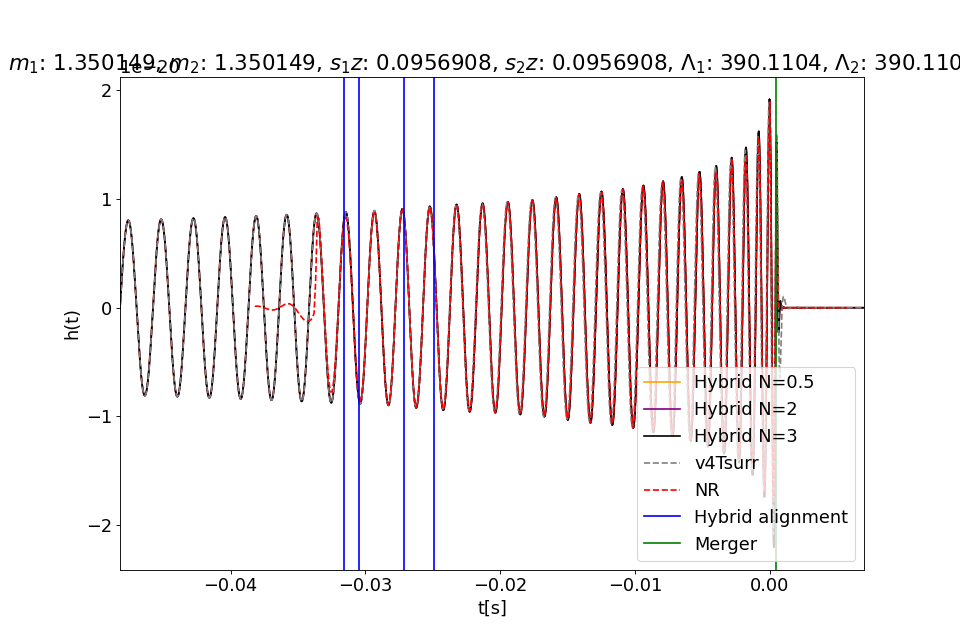 m₁: 1.350149, m₂: 1.350149, s₁z: 0.0956908, s₂z: 0.0956908, Λ₁: 390.1104, Λ₂: 390.110
1e−20
2
1
0
−1
−2
h(t)
Hybrid N=0.5
Hybrid N=2
Hybrid N=3
v4Tsurr
NR
Hybrid alignment
Merger
−0.04 −0.03 −0.02 −0.01 0.00
t[s]